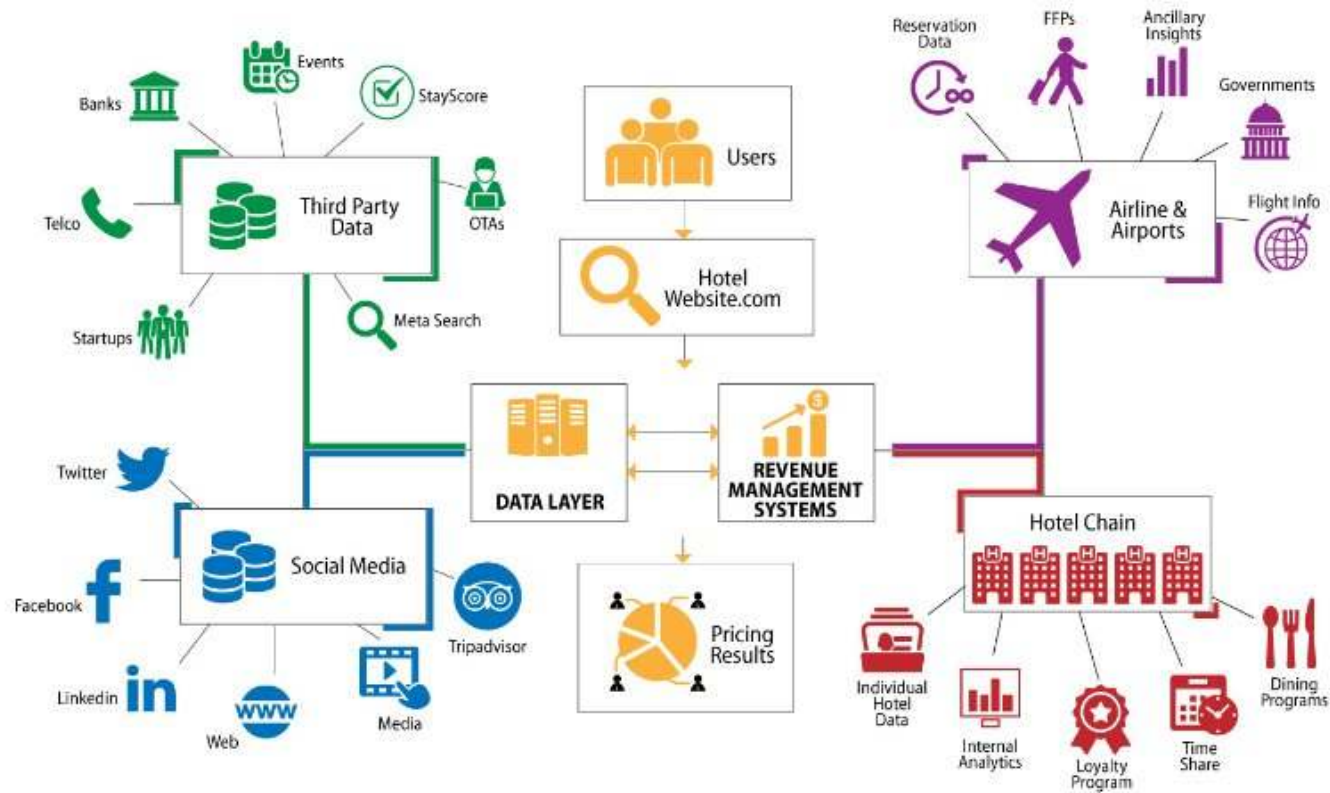 Banks
Events
StayScore
Telco
Third Party
Data
OTAs
Startups
Meta Search
Users
Hotel
Website.com
Reservation
Data
FFPs
Ancillary
Insights
Governments
Airline &
Airports
Flight Info
DATA LAYER
$
REVENUE
MANAGEMENT
SYSTEMS
Twitter
Facebook
Social Media
Tripadvisor
Linkedin
in
WWW
Web
Media
Pricing
Results
Hotel Chain
H H H H H
Individual
Hotel
Data
Internal
Analytics
Loyalty
Program
Time
Share
Dining
Programs